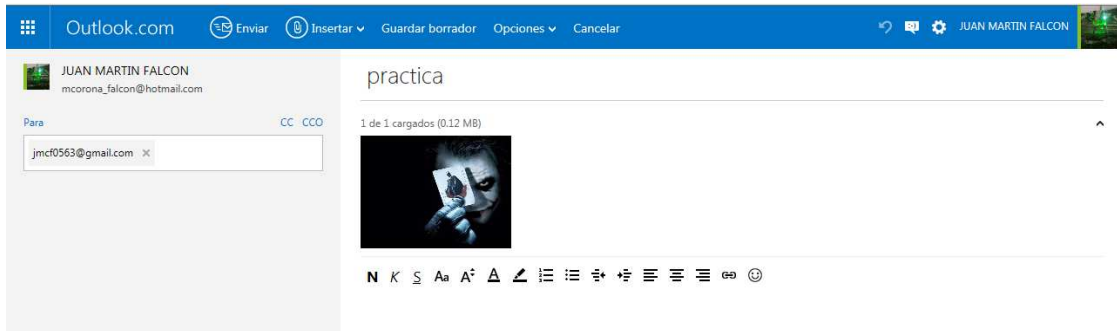 Outlook.com Enviar Insertar Guardar borrador Opciones Cancelar JUAN MARTIN FALCON
JUAN MARTIN FALCON
mcorona_falcon@hotmail.com
Para CC CCO
jmcf0563@gmail.com ×
practica
1 de 1 cargados (0.12 MB)
N K S Aa A A